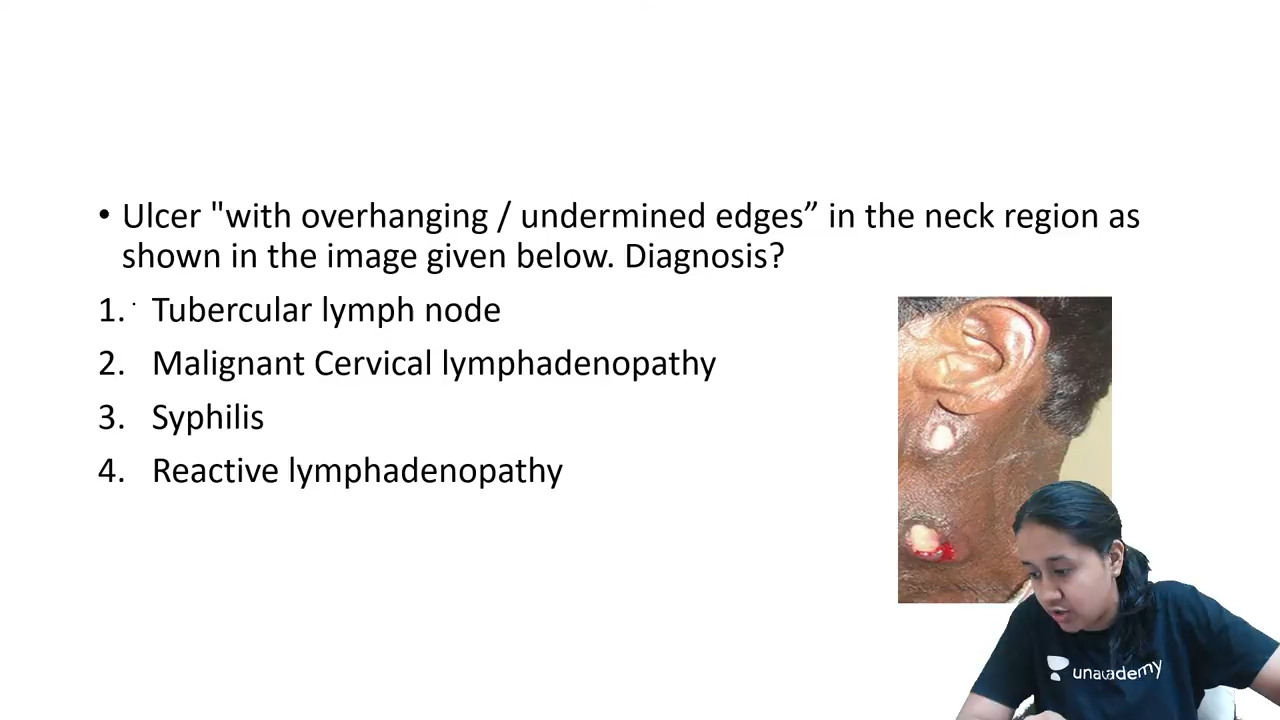 • Ulcer "with overhanging / undermined edges” in the neck region as
shown in the image given below. Diagnosis?
1. Tubercular lymph node
2. Malignant Cervical lymphadenopathy
3. Syphilis
4. Reactive lymphadenopathy
unacademy